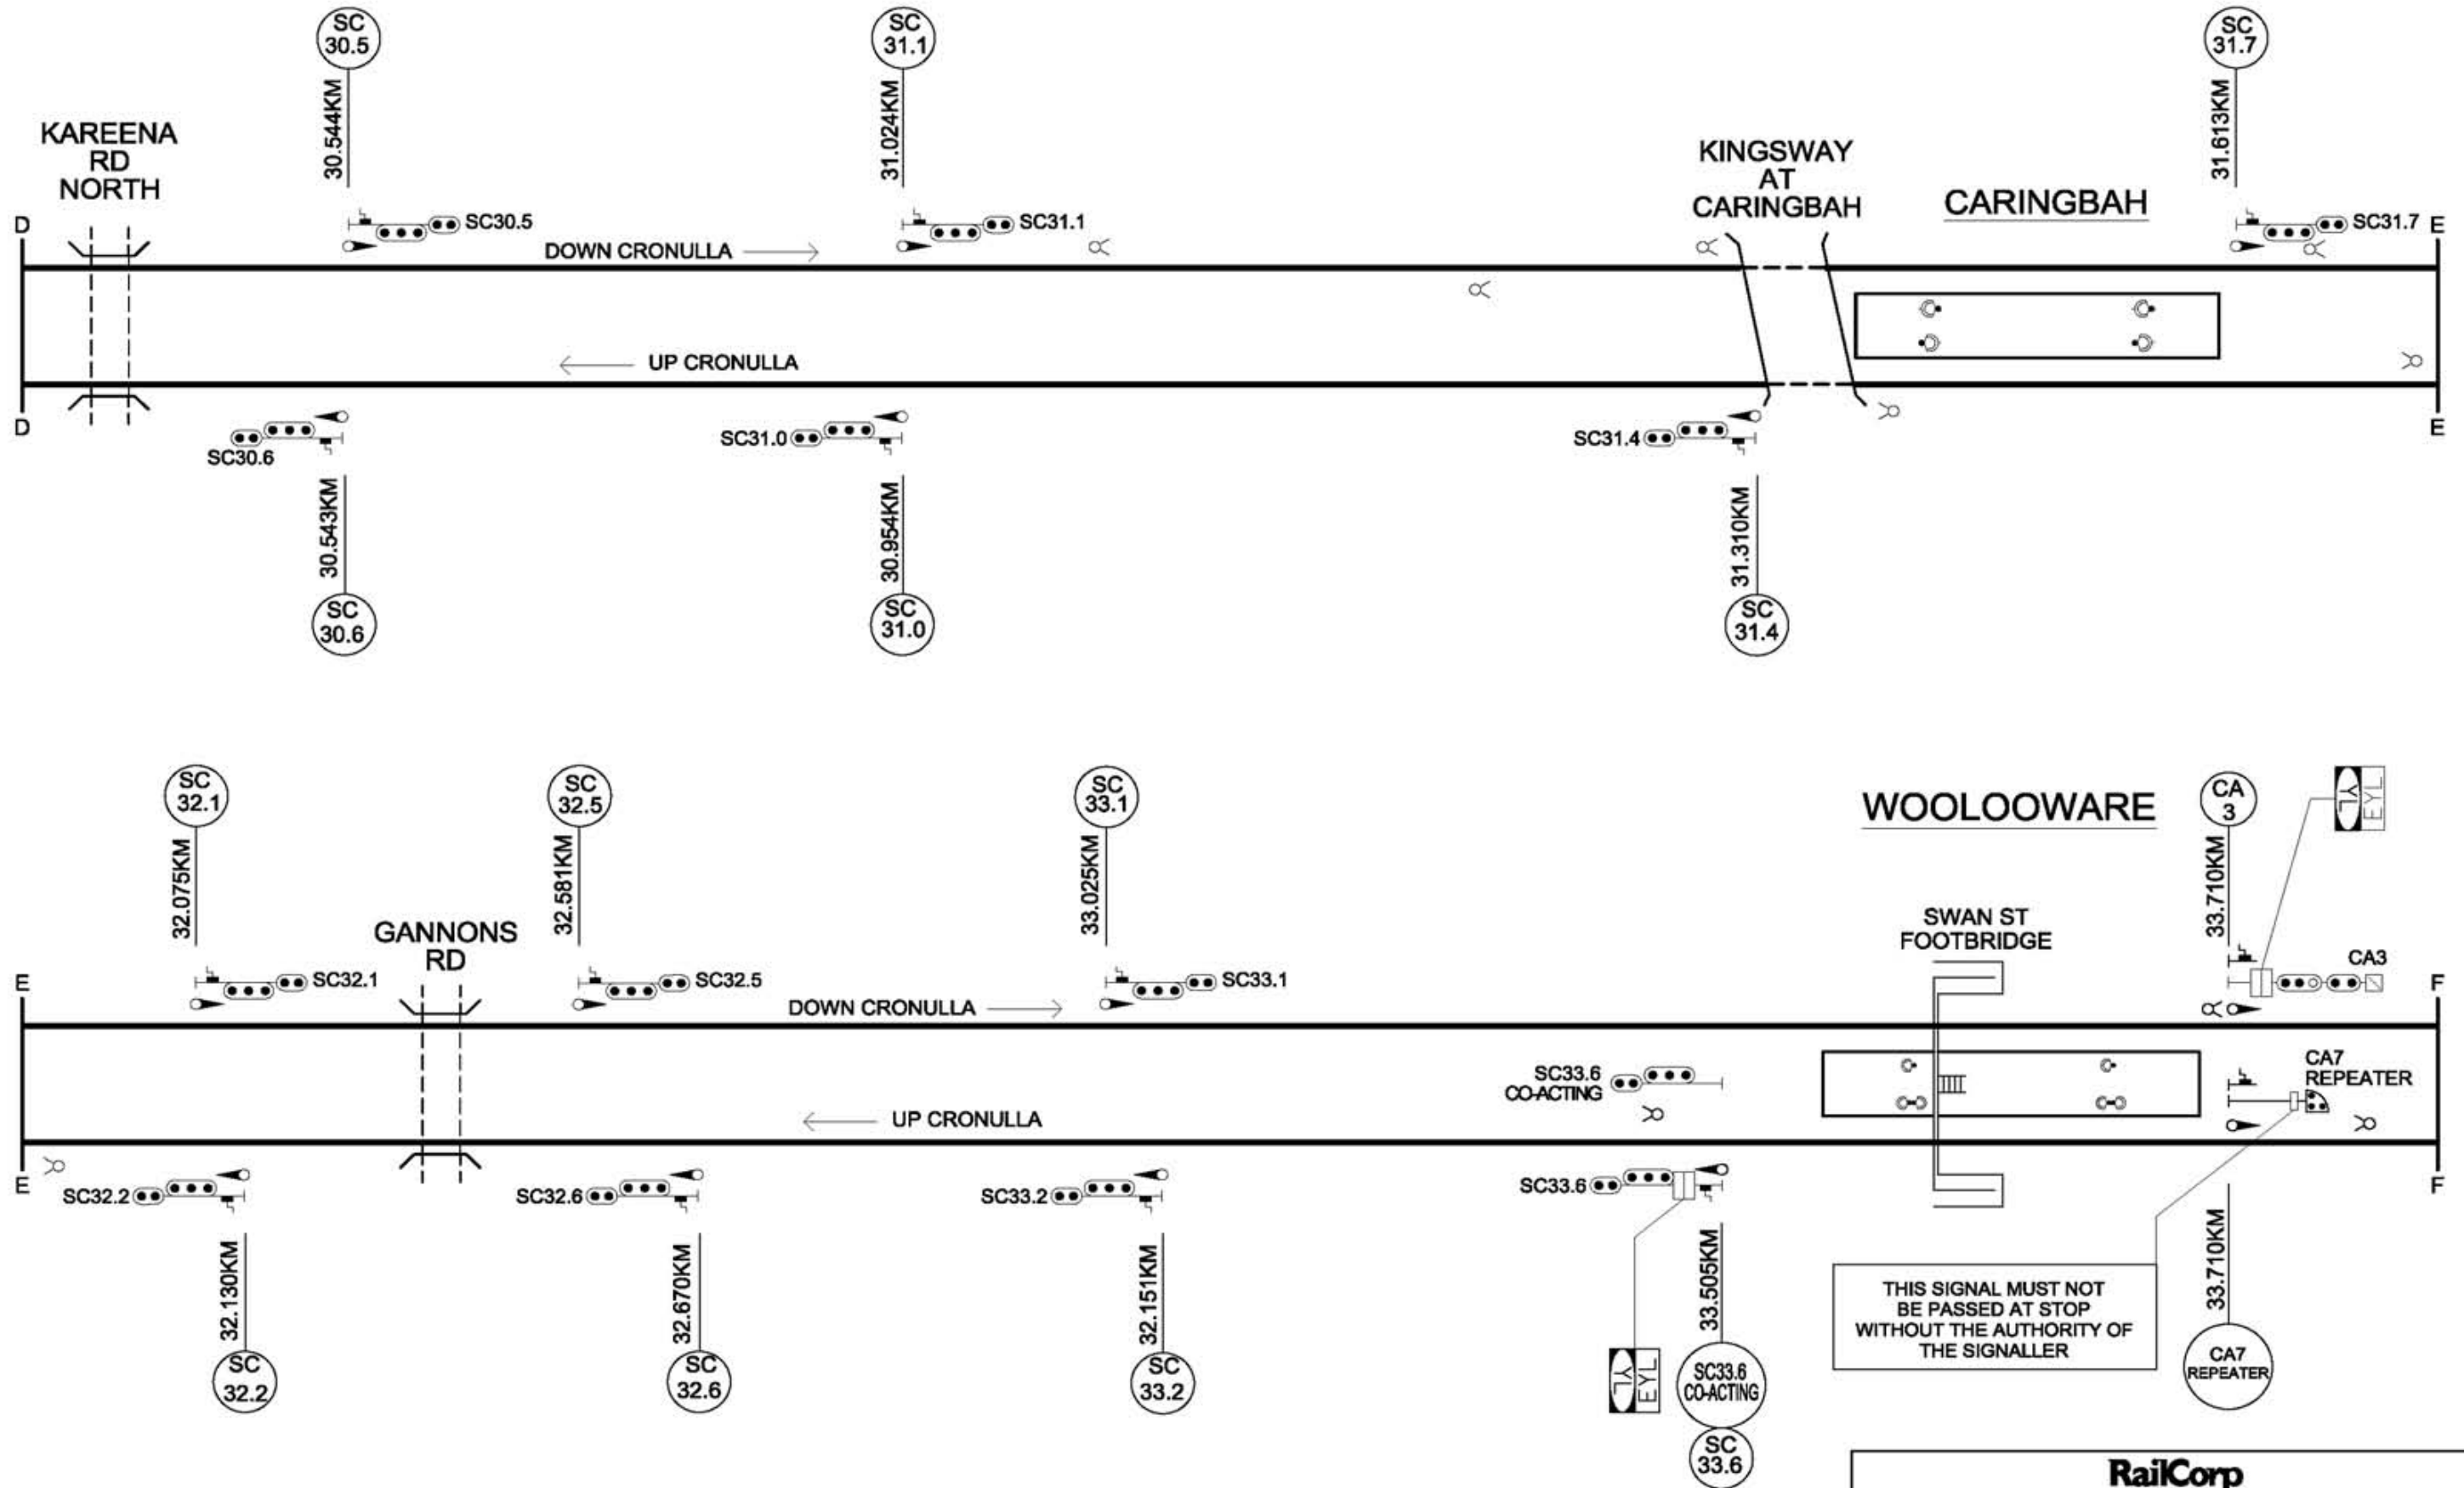 SC
30.5
30.544KM
SC
31.1
31.024KM
SC
31.7
31.613KM
KAREENA
RD
NORTH
KINGSWAY
AT
CARINGBAH
CARINGBAH
D
SC30.5
DOWN CRONULLA
SC31.1
SC31.7
E
UP CRONULLA
D
SC30.6
SC31.0
SC31.4
E
30.543KM
SC
30.6
30.954KM
SC
31.0
31.310KM
SC
31.4
SC
32.1
32.075KM
SC
32.5
32.581KM
SC
33.1
33.025KM
WOOLOOWARE
CA
3
33.710KM
YL
EYL
GANNONS
RD
SWAN ST
FOOTBRIDGE
E
SC32.1
SC32.5
DOWN CRONULLA
SC33.1
CA3
F
SC33.6
CO-ACTING
CA7
REPEATER
UP CRONULLA
E
SC32.2
SC32.6
SC33.2
SC33.6
F
32.130KM
SC
32.2
32.670KM
SC
32.6
32.151KM
SC
33.2
YL
EYL
33.505KM
SC33.6
CO-ACTING
SC
33.6
THIS SIGNAL MUST NOT
BE PASSED AT STOP
WITHOUT THE AUTHORITY OF
THE SIGNALLER
33.710KM
CA7
REPEATER
RailCorp